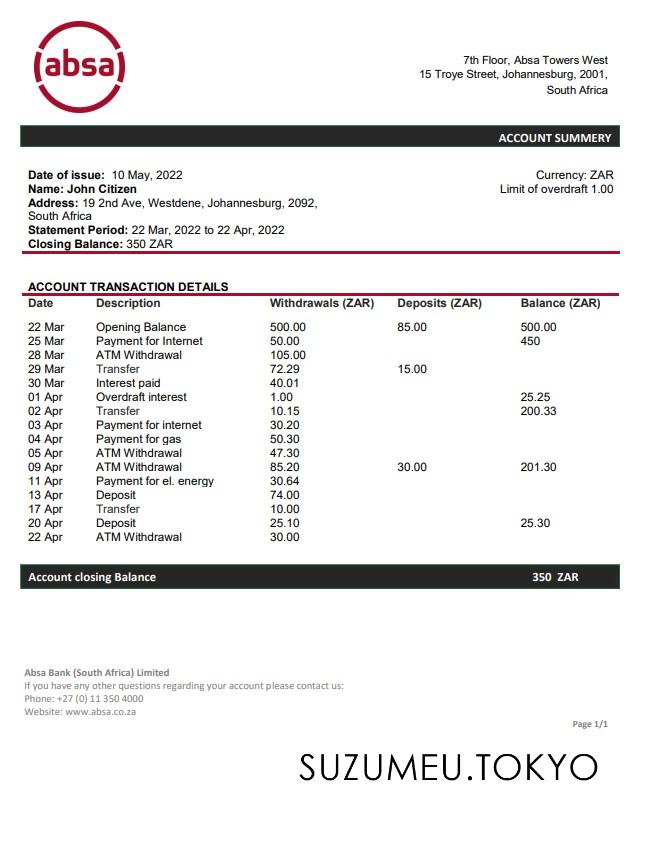 absa
7th Floor, Absa Towers West
15 Troye Street, Johannesburg, 2001,
South Africa
ACCOUNT SUMMERY
Date of issue: 10 May, 2022 Currency: ZAR
Name: John Citizen Limit of overdraft 1.00
Address: 19 2nd Ave, Westdene, Johannesburg, 2092,
South Africa
Statement Period: 22 Mar, 2022 to 22 Apr, 2022
Closing Balance: 350 ZAR
ACCOUNT TRANSACTION DETAILS
Date Description Withdrawals (ZAR) Deposits (ZAR) Balance (ZAR)
22 Mar Opening Balance 500.00 85.00 500.00
25 Mar Payment for Internet 50.00 450
28 Mar ATM Withdrawal 105.00
29 Mar Transfer 72.29 15.00
30 Mar Interest paid 40.01
01 Apr Overdraft interest 1.00 25.25
02 Apr Transfer 10.15 200.33
03 Apr Payment for internet 30.20
04 Apr Payment for gas 50.30
05 Apr ATM Withdrawal 47.30
09 Apr ATM Withdrawal 85.20 30.00 201.30
11 Apr Payment for el. energy 30.64
13 Apr Deposit 74.00
17 Apr Transfer 10.00
20 Apr Deposit 25.10 25.30
22 Apr ATM Withdrawal 30.00
Account closing Balance 350 ZAR
Absa Bank (South Africa) Limited
If you have any other questions regarding your account please contact us:
Phone: +27 (0) 11 350 4000
Website: www.absa.co.za
Page 1/1
SUZUMEU.TOKYO